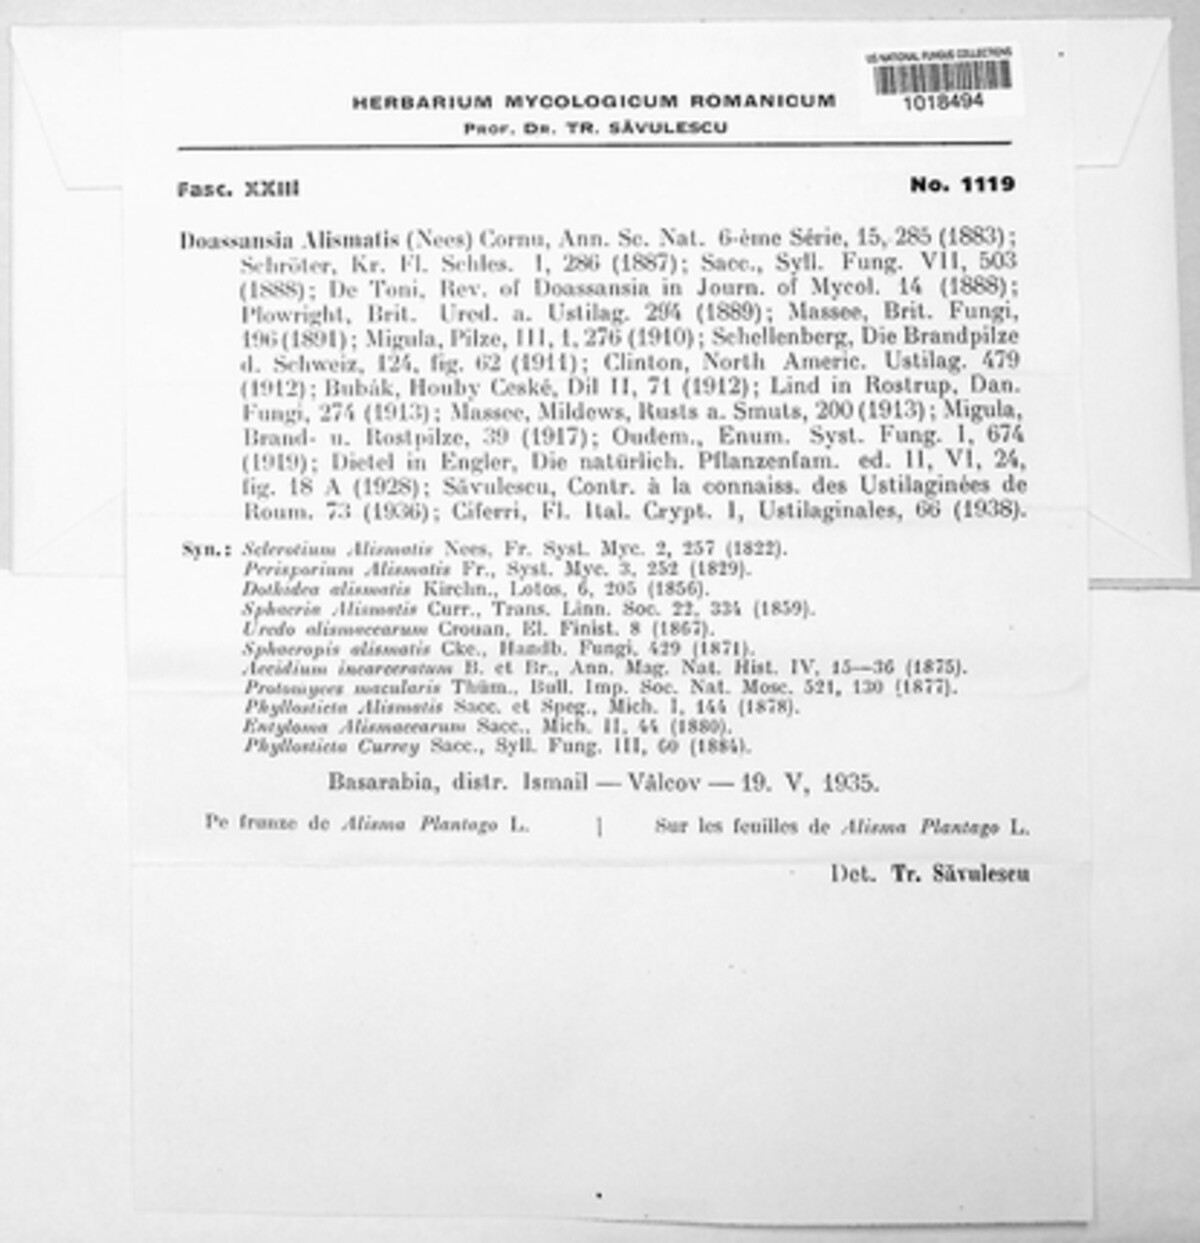 US NATIONAL FUNGUS COLLECTIONS
1018494
HERBARIUM MYCOLOGICUM ROMANICUM
PROF. DR. TR. SĂVULESCU
Fasc. XXIII
No. 1119
Doassansia Alismatis (Nees) Cornu, Ann. Sc. Nat. 6-ème Série, 15, 285 (1883);
Schröter, Kr. Fl. Schles. I, 286 (1887); Sacc., Syll. Fung. VII, 503
(1888); De Toni, Rev. of Doassansia in Journ. of Mycol. 14 (1888);
Plowright, Brit. Ured. a. Ustilag. 294 (1889); Massee, Brit. Fungi,
196 (1891); Migula, Pilze, III, 1, 276 (1910); Schellenberg, Die Brandpilze
d. Schweiz, 124, fig. 62 (1911); Clinton, North Americ. Ustilag. 479
(1912); Bubák, Houby Ceské, Dil II, 71 (1912); Lind in Rostrup, Dan.
Fungi, 274 (1913); Massee, Mildews, Rusts a. Smuts, 200 (1913); Migula,
Brand- u. Rostpilze, 39 (1917); Oudem., Enum. Syst. Fung. I, 674
(1919); Dietel in Engler, Die natürlich. Pflanzenfam. ed. II, VI, 24,
fig. 18 A (1928); Săvulescu, Contr. à la connaiss. des Ustilaginées de
Roum. 73 (1936); Ciferri, Fl. Ital. Crypt. I, Ustilaginales, 66 (1938).
Syn.: Sclerotium Alismatis Nees, Fr. Syst. Myc. 2, 257 (1822).
Perisporium Alismatis Fr., Syst. Myc. 3, 252 (1829).
Dothidea alismatis Kirchn., Lotos, 6, 205 (1856).
Sphaeria Alismatis Curr., Trans. Linn. Soc. 22, 334 (1859).
Uredo alismacearum Crouan, El. Finist. 8 (1867).
Sphaeropis alismatis Cke., Handb. Fungi, 429 (1871).
Aecidium incarceratum B. et Br., Ann. Mag. Nat. Hist. IV, 15—36 (1875).
Protomyces macularis Thüm., Bull. Imp. Soc. Nat. Mosc. 521, 130 (1877).
Phyllosticta Alismatis Sacc. et Speg., Mich. I, 144 (1878).
Entyloma Alismacearum Sacc., Mich. II, 44 (1880).
Phyllosticta Currey Sacc., Syll. Fung. III, 60 (1884).
Basarabia, distr. Ismail — Vâlcov — 19. V, 1935.
Pe frunze de Alisma Plantago L. | Sur les feuilles de Alisma Plantago L.
Det. Tr. Săvulescu